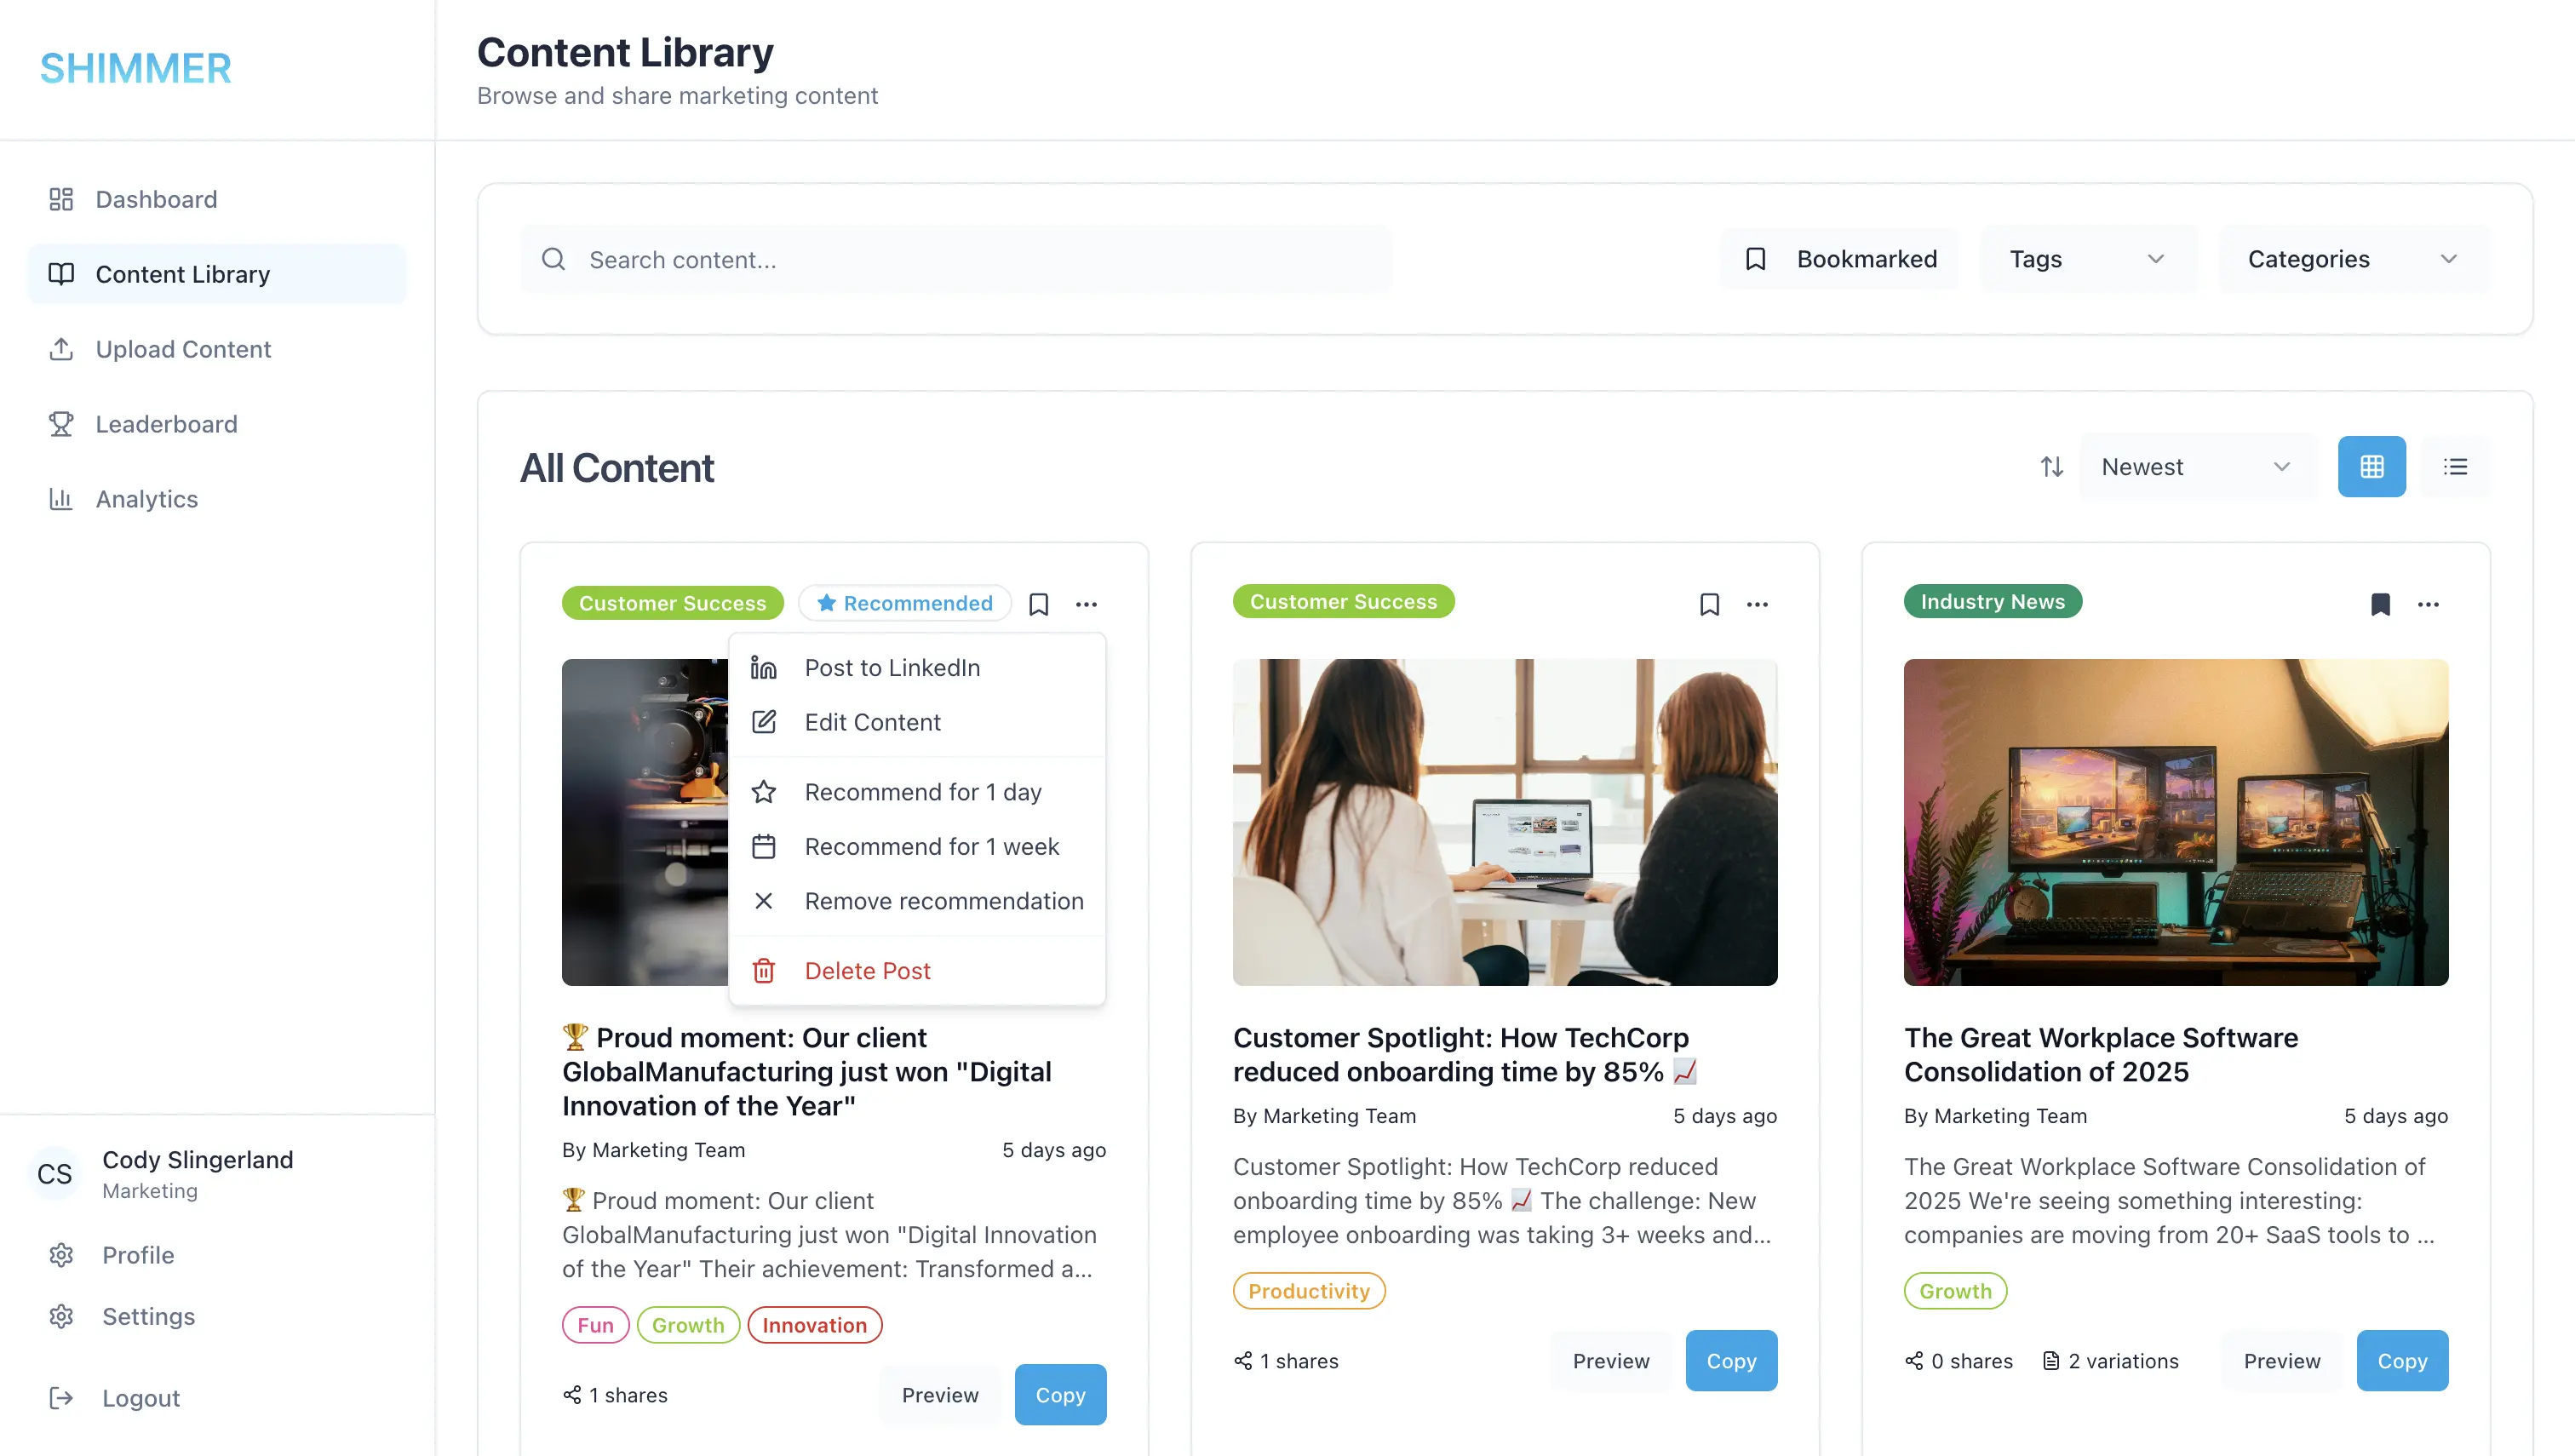 SHIMMER
Content Library
Browse and share marketing content
Dashboard
Content Library
Upload Content
Leaderboard
Analytics
Search content...
Bookmarked
Tags
Categories
All Content
Newest
Customer Success
Recommended
Post to LinkedIn
Edit Content
Recommend for 1 day
Recommend for 1 week
Remove recommendation
Delete Post
🏆 Proud moment: Our client
GlobalManufacturing just won "Digital
Innovation of the Year"
By Marketing Team
5 days ago
🏆 Proud moment: Our client
GlobalManufacturing just won "Digital Innovation
of the Year" Their achievement: Transformed a...
Fun
Growth
Innovation
1 shares
Preview
Copy
Customer Success
Customer Spotlight: How TechCorp
reduced onboarding time by 85% 📈
By Marketing Team
5 days ago
Customer Spotlight: How TechCorp reduced
onboarding time by 85% 📈 The challenge: New
employee onboarding was taking 3+ weeks and...
Productivity
1 shares
Preview
Copy
Industry News
The Great Workplace Software
Consolidation of 2025
By Marketing Team
5 days ago
The Great Workplace Software Consolidation of
2025 We're seeing something interesting:
companies are moving from 20+ SaaS tools to ...
Growth
0 shares
2 variations
Preview
Copy
CS
Cody Slingerland
Marketing
Profile
Settings
Logout